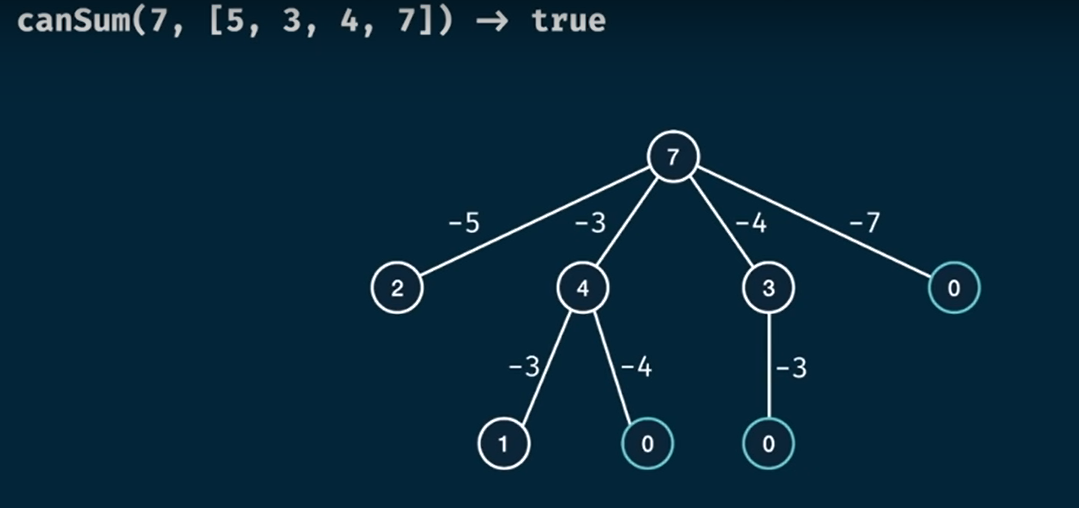 canSum(7, [5, 3, 4, 7]) → true
7
-5 -3 -4 -7
2 4 3 0
-3 -4 -3
1 0 0